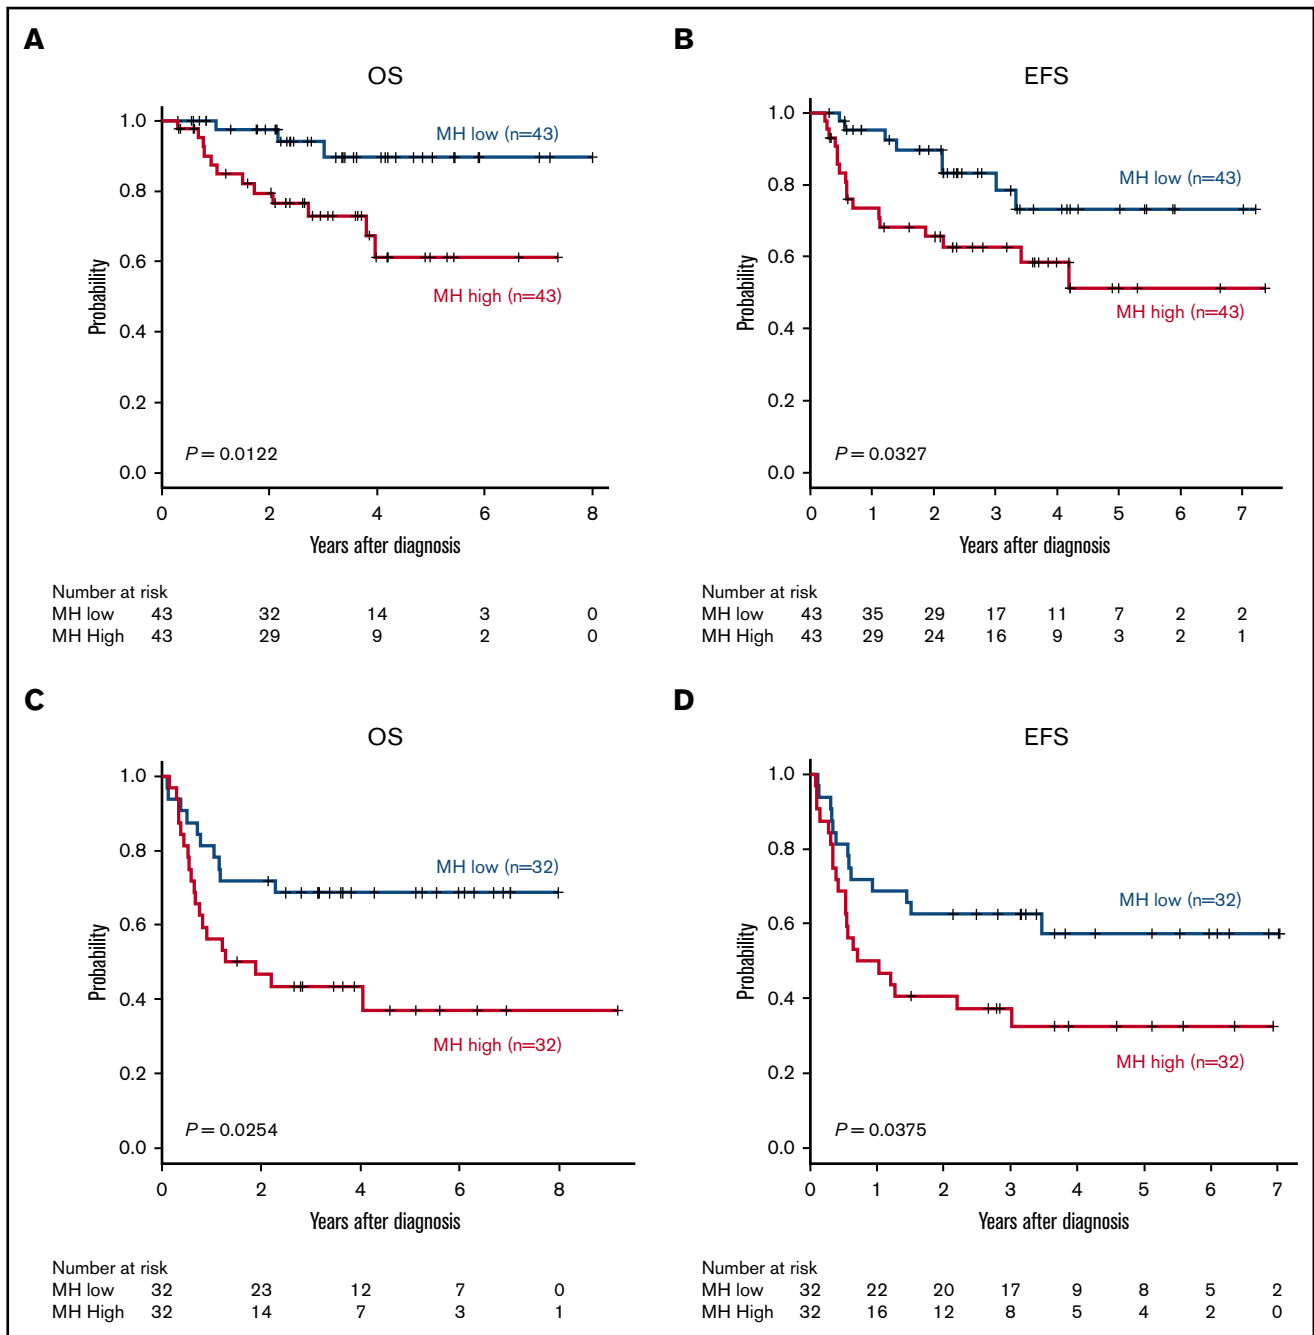 A
OS
1.0
0.8
0.6
0.4
0.2
0.0
Probability
MH low (n=43)
MH high (n=43)
P = 0.0122
0 2 4 6 8
Years after diagnosis
Number at risk
MH low 43 32 14 3 0
MH High 43 29 9 2 0
B
EFS
1.0
0.8
0.6
0.4
0.2
0.0
Probability
MH low (n=43)
MH high (n=43)
P = 0.0327
0 1 2 3 4 5 6 7
Years after diagnosis
Number at risk
MH low 43 35 29 17 11 7 2 2
MH High 43 29 24 16 9 3 2 1
C
OS
1.0
0.8
0.6
0.4
0.2
0.0
Probability
MH low (n=32)
MH high (n=32)
P = 0.0254
0 2 4 6 8
Years after diagnosis
Number at risk
MH low 32 23 12 7 0
MH High 32 14 7 3 1
D
EFS
1.0
0.8
0.6
0.4
0.2
0.0
Probability
MH low (n=32)
MH high (n=32)
P = 0.0375
0 1 2 3 4 5 6 7
Years after diagnosis
Number at risk
MH low 32 22 20 17 9 8 5 2
MH High 32 16 12 8 5 4 2 0